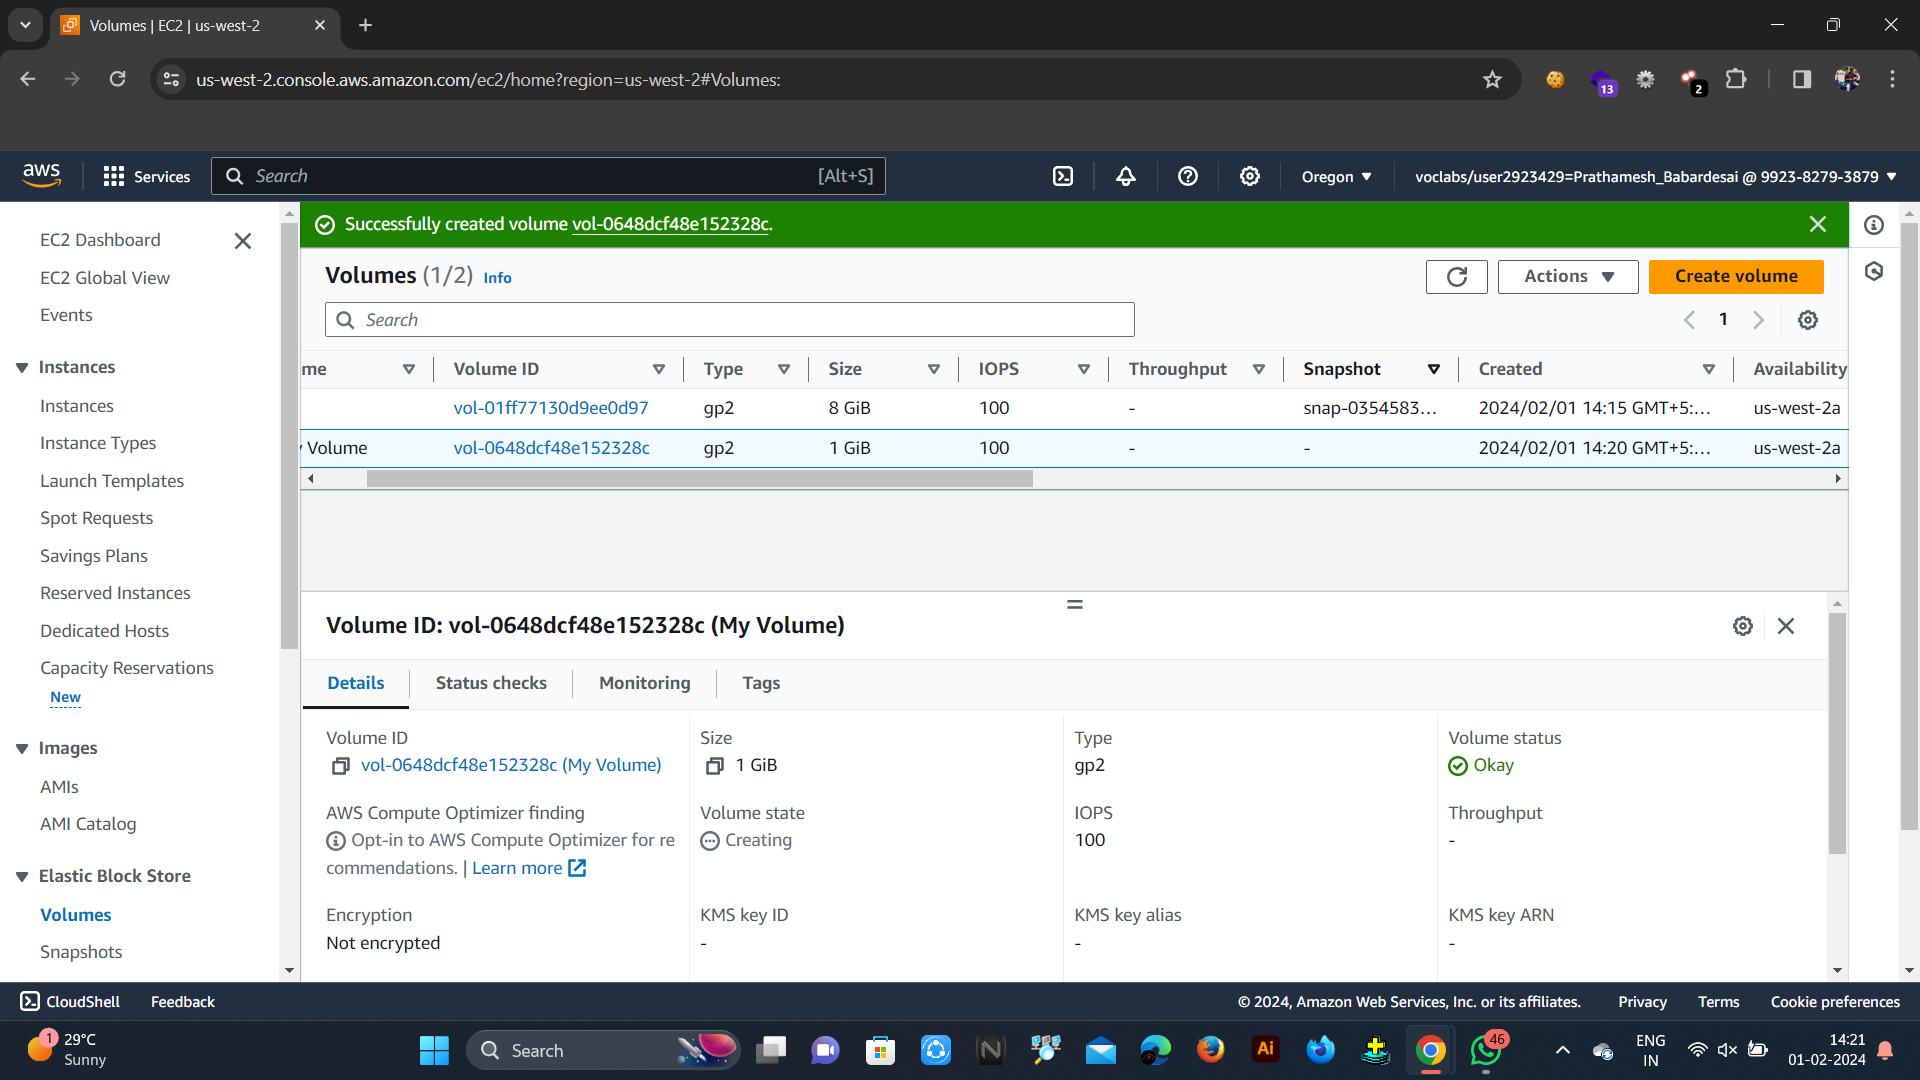 Volumes | EC2 | us-west-2
us-west-2.console.aws.amazon.com/ec2/home?region=us-west-2#Volumes:
13
2
aws
Services
Search
[Alt+S]
Oregon
voclabs/user2923429=Prathamesh_Babardesai @ 9923-8279-3879
EC2 Dashboard
EC2 Global View
Events
Instances
Instances
Instance Types
Launch Templates
Spot Requests
Savings Plans
Reserved Instances
Dedicated Hosts
Capacity Reservations
New
Images
AMIs
AMI Catalog
Elastic Block Store
Volumes
Snapshots
Successfully created volume vol-0648dcf48e152328c.
Volumes (1/2) Info
Actions
Create volume
Search
1
me Volume ID Type Size IOPS Throughput Snapshot Created Availability
vol-01ff77130d9ee0d97 gp2 8 GiB 100 - snap-0354583... 2024/02/01 14:15 GMT+5:... us-west-2a
Volume vol-0648dcf48e152328c gp2 1 GiB 100 - - 2024/02/01 14:20 GMT+5:... us-west-2a
Volume ID: vol-0648dcf48e152328c (My Volume)
Details Status checks Monitoring Tags
Volume ID
vol-0648dcf48e152328c (My Volume)
Size
1 GiB
Type
gp2
Volume status
Okay
AWS Compute Optimizer finding
Opt-in to AWS Compute Optimizer for re
commendations. | Learn more
Volume state
Creating
IOPS
100
Throughput
-
Encryption
Not encrypted
KMS key ID
-
KMS key alias
-
KMS key ARN
-
CloudShell Feedback
© 2024, Amazon Web Services, Inc. or its affiliates. Privacy Terms Cookie preferences
1
29°C
Sunny
Search
Ai
46
ENG
IN
14:21
01-02-2024